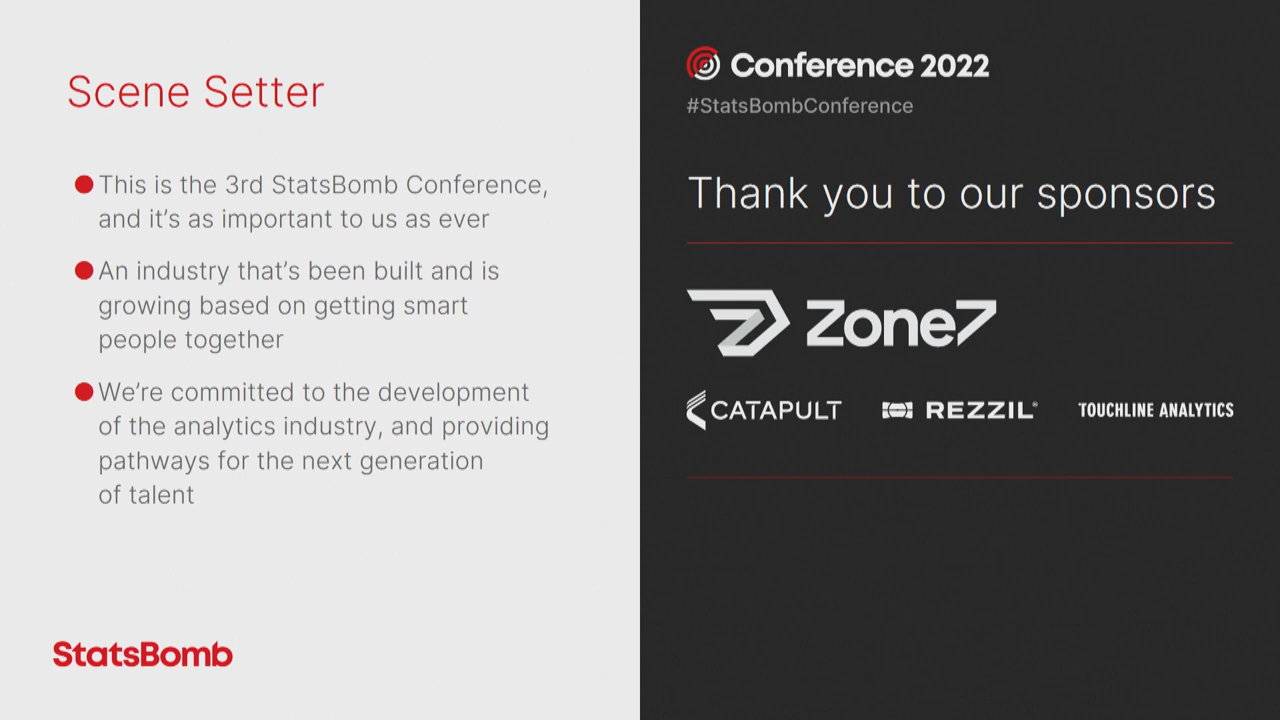 Scene Setter
This is the 3rd StatsBomb Conference,
and it's as important to us as ever
An industry that's been built and is
growing based on getting smart
people together
We're committed to the development
of the analytics industry, and providing
pathways for the next generation
of talent
StatsBomb
Conference 2022
#StatsBombConference
Thank you to our sponsors
Zone7
CATAPULT
REZZIL®
TOUCHLINE ANALYTICS